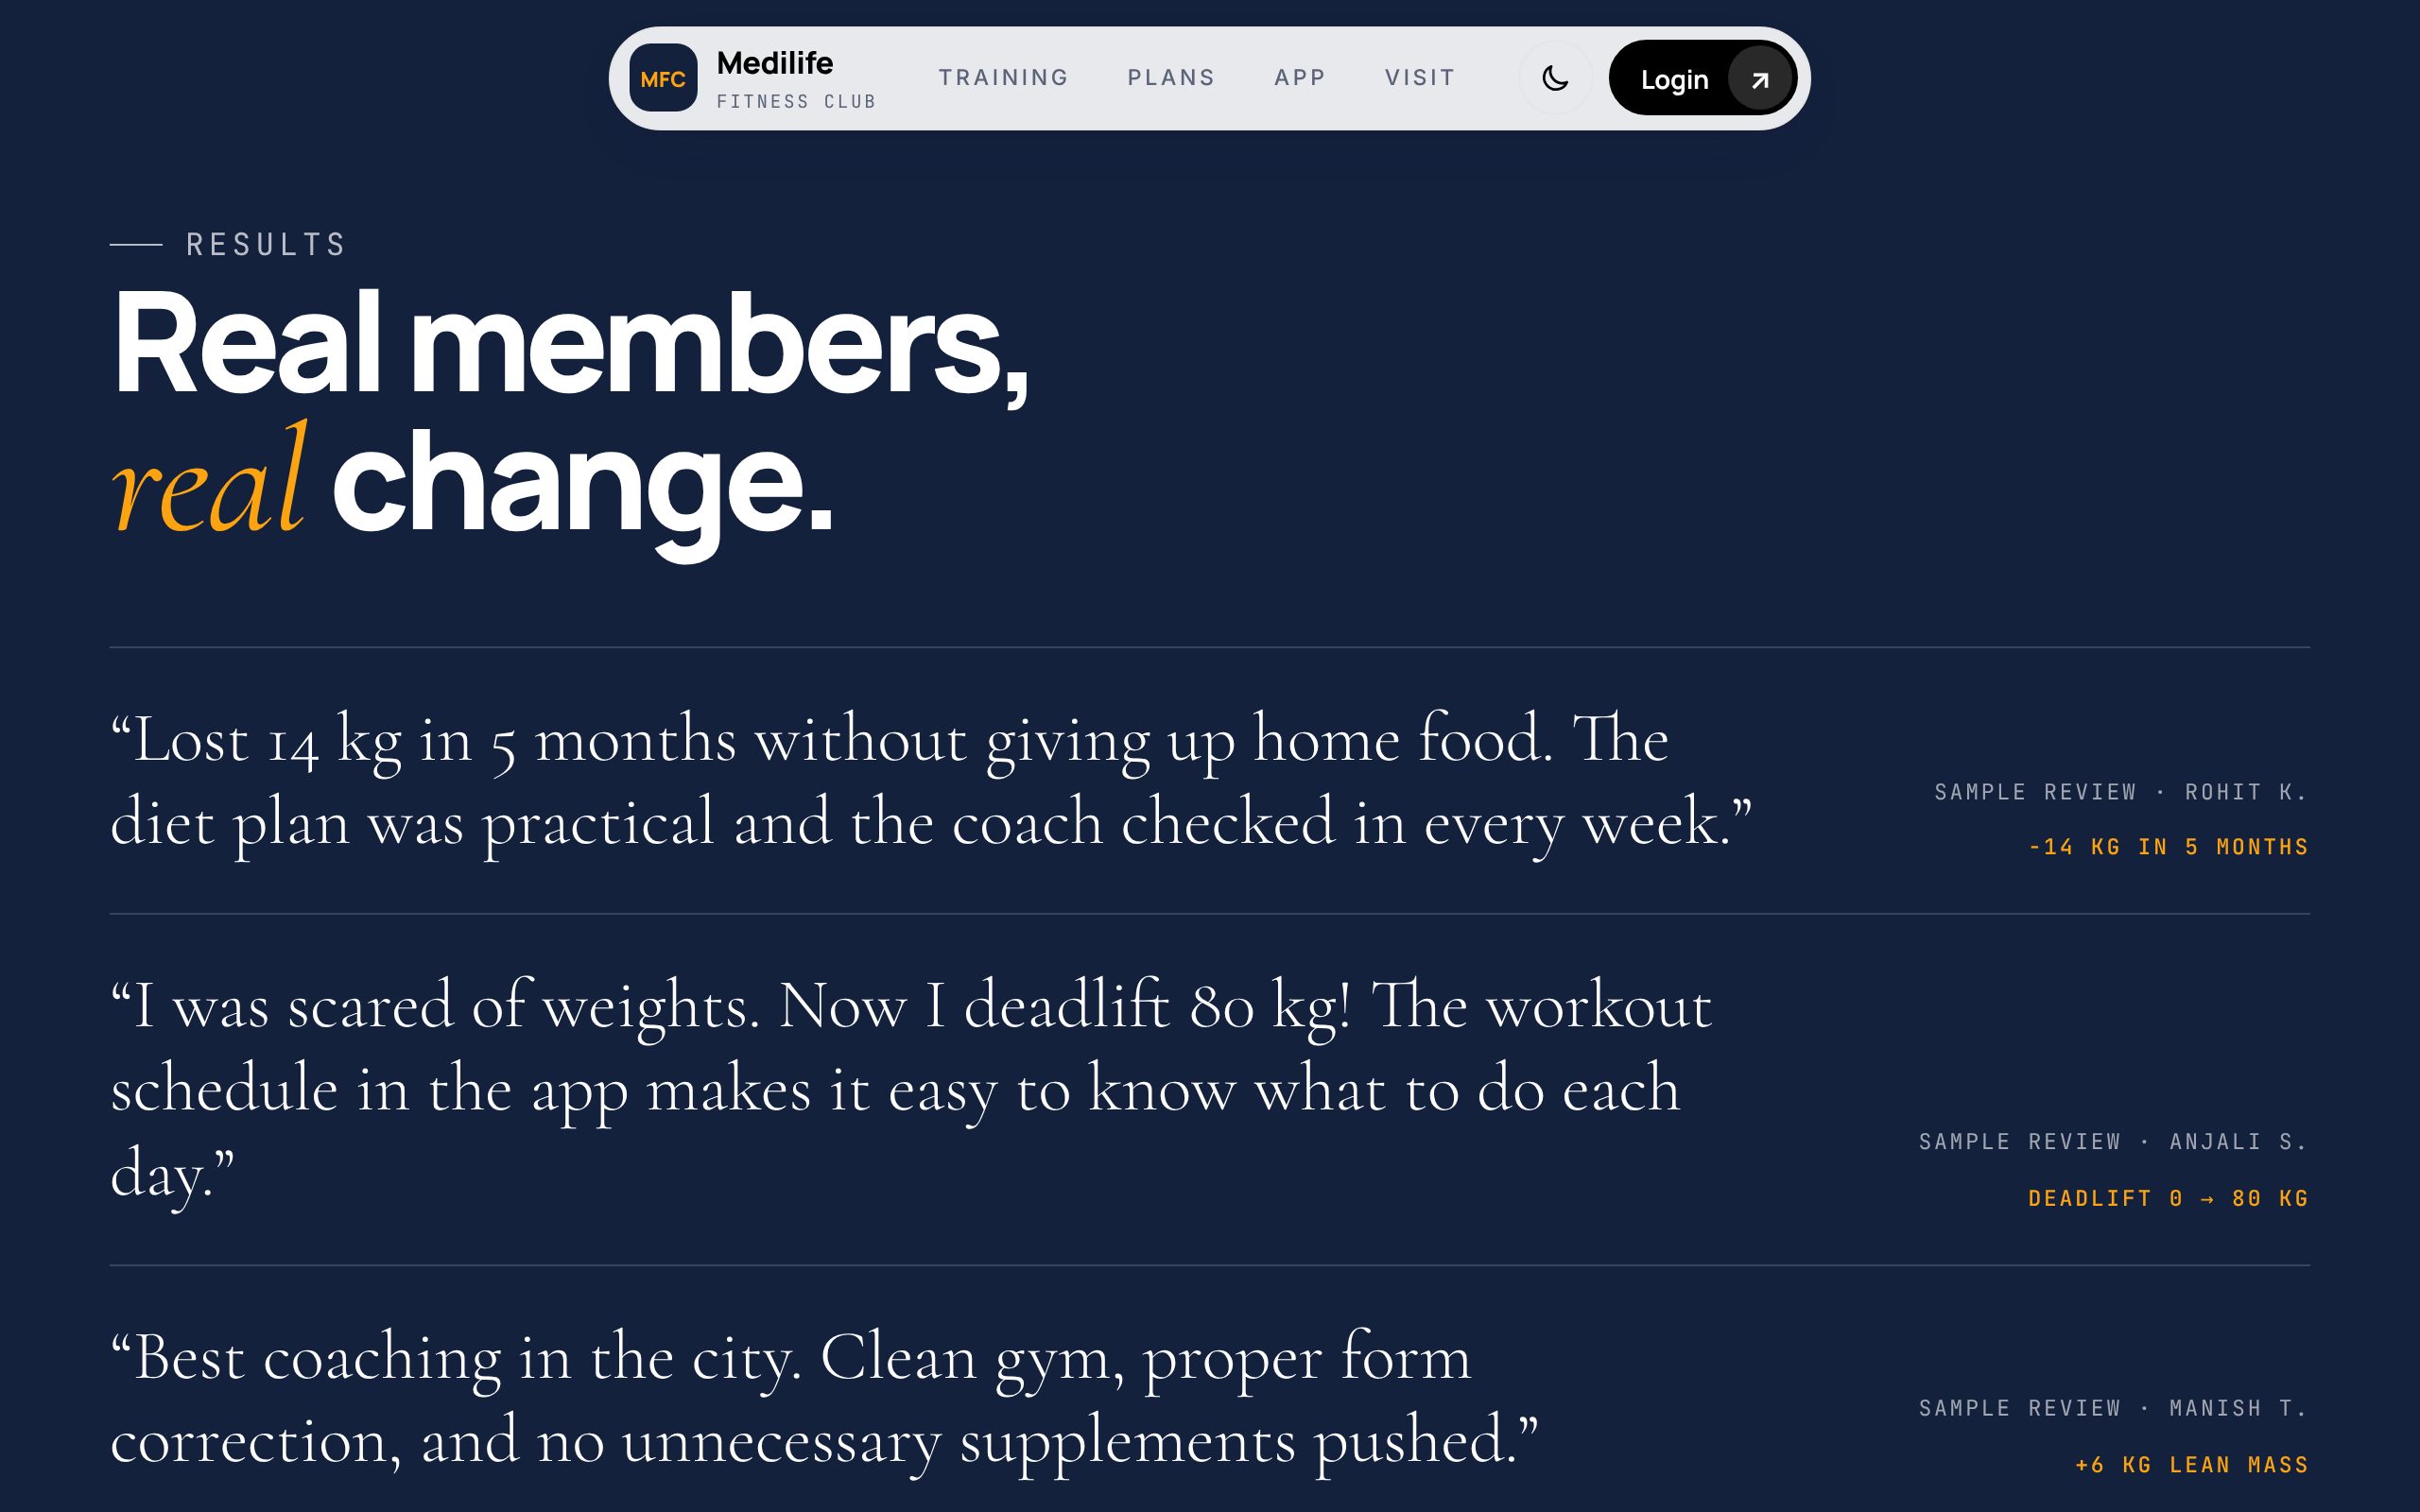 MFC
Medilife
FITNESS CLUB
TRAINING
PLANS
APP
VISIT
Login
RESULTS
Real members,
real change.
“Lost 14 kg in 5 months without giving up home food. The
diet plan was practical and the coach checked in every week.”
SAMPLE REVIEW · ROHIT K.
-14 KG IN 5 MONTHS
“I was scared of weights. Now I deadlift 80 kg! The workout
schedule in the app makes it easy to know what to do each
day.”
SAMPLE REVIEW · ANJALI S.
DEADLIFT 0 → 80 KG
“Best coaching in the city. Clean gym, proper form
correction, and no unnecessary supplements pushed.”
SAMPLE REVIEW · MANISH T.
+6 KG LEAN MASS